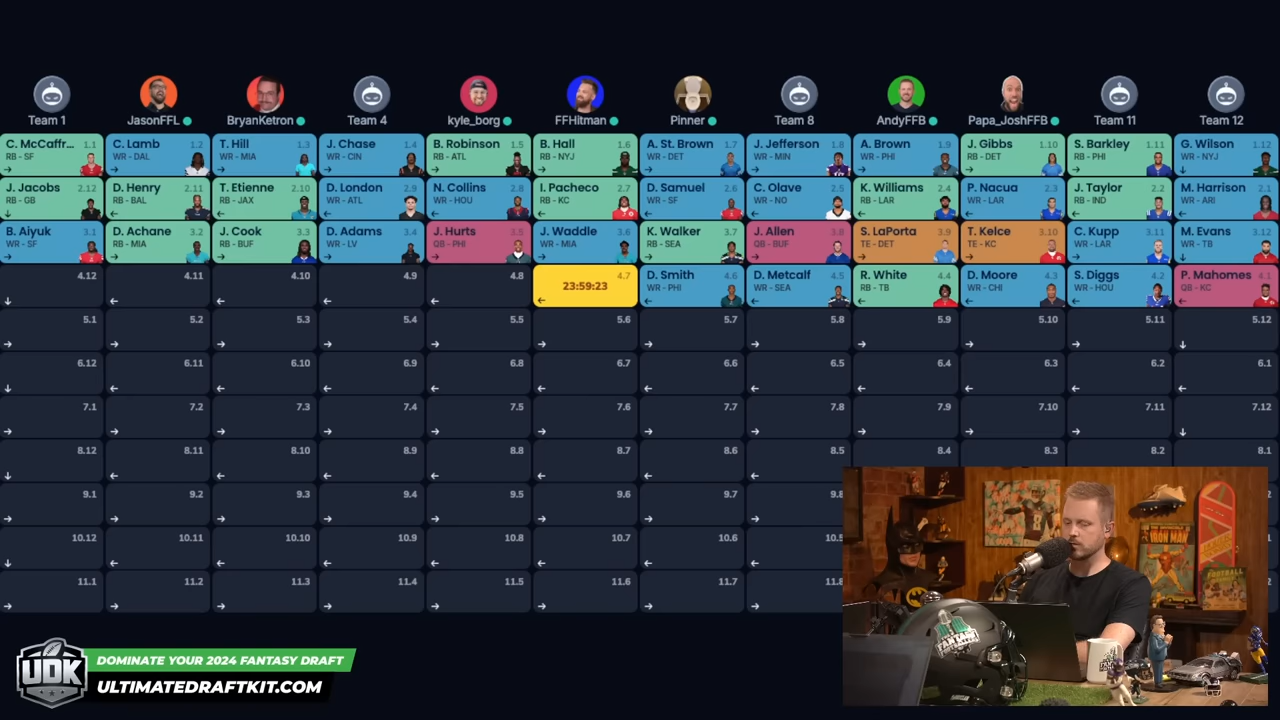 Team 1
JasonFFL
BryanKetron
Team 4
kyle_borg
FFHitman
Pinner
Team 8
AndyFFB
Papa_JoshFFB
Team 11
Team 12
C. McCaffr... 1.1
RB - SF
C. Lamb 1.2
WR - DAL
T. Hill 1.3
WR - MIA
J. Chase 1.4
WR - CIN
B. Robinson 1.5
RB - ATL
B. Hall 1.6
RB - NYJ
A. St. Brown 1.7
WR - DET
J. Jefferson 1.8
WR - MIN
A. Brown 1.9
WR - PHI
J. Gibbs 1.10
RB - DET
S. Barkley 1.11
RB - PHI
G. Wilson 1.12
WR - NYJ
J. Jacobs 2.12
RB - GB
D. Henry 2.11
RB - BAL
T. Etienne 2.10
RB - JAX
D. London 2.9
WR - ATL
N. Collins 2.8
WR - HOU
I. Pacheco 2.7
RB - KC
D. Samuel 2.6
WR - SF
C. Olave 2.5
WR - NO
K. Williams 2.4
RB - LAR
P. Nacua 2.3
WR - LAR
J. Taylor 2.2
RB - IND
M. Harrison 2.1
WR - ARI
B. Aiyuk 3.1
WR - SF
D. Achane 3.2
RB - MIA
J. Cook 3.3
RB - BUF
D. Adams 3.4
WR - LV
J. Hurts 3.5
QB - PHI
J. Waddle 3.6
WR - MIA
K. Walker 3.7
RB - SEA
J. Allen 3.8
QB - BUF
S. LaPorta 3.9
TE - DET
T. Kelce 3.10
TE - KC
C. Kupp 3.11
WR - LAR
M. Evans 3.12
WR - TB
4.12
4.11
4.10
4.9
4.8
4.7
23:59:23
D. Smith 4.6
WR - PHI
D. Metcalf 4.5
WR - SEA
R. White 4.4
RB - TB
D. Moore 4.3
WR - CHI
S. Diggs 4.2
WR - HOU
P. Mahomes 4.1
QB - KC
5.1 5.2 5.3 5.4 5.5 5.6 5.7 5.8 5.9 5.10 5.11 5.12
6.12 6.11 6.10 6.9 6.8 6.7 6.6 6.5 6.4 6.3 6.2 6.1
7.1 7.2 7.3 7.4 7.5 7.6 7.7 7.8 7.9 7.10 7.11 7.12
8.12 8.11 8.10 8.9 8.8 8.7 8.6 8.5 8.4 8.3 8.2 8.1
9.1 9.2 9.3 9.4 9.5 9.6 9.7 9.8
10.12 10.11 10.10 10.9 10.8 10.7 10.6 10.5
11.1 11.2 11.3 11.4 11.5 11.6 11.7 11.8
IRON MAN
FOOTBALL
UDK
DOMINATE YOUR 2024 FANTASY DRAFT
ULTIMATEDRAFTKIT.COM